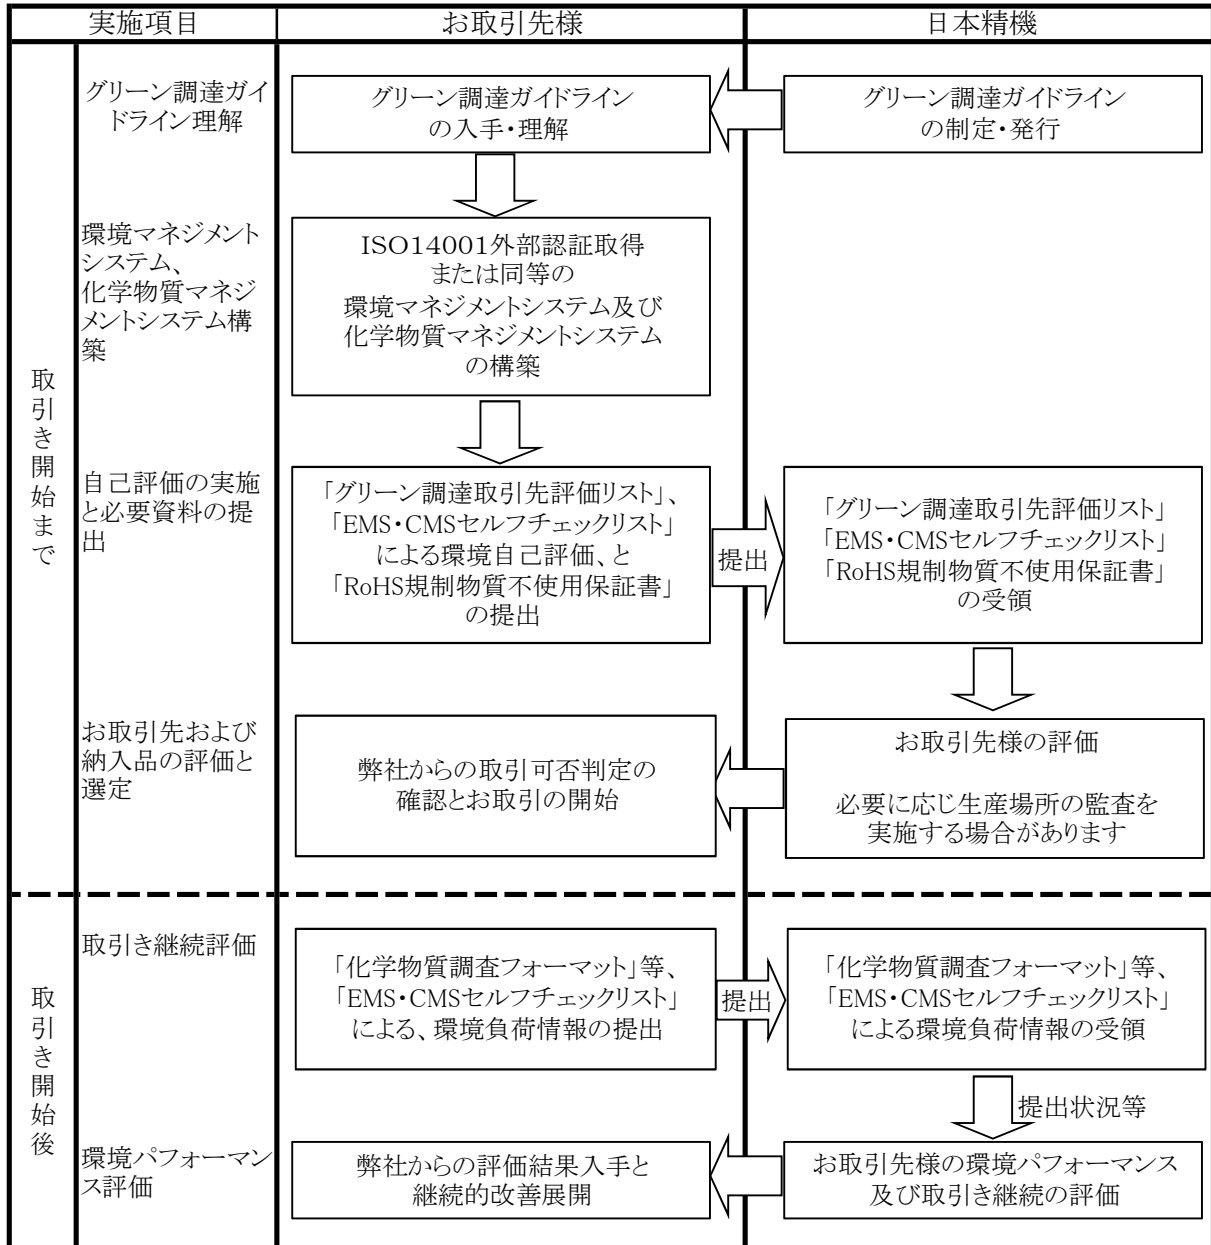 実施項目
お取引先様
日本精機
取引き開始まで
グリーン調達ガイ
ドライン理解
グリーン調達ガイドライン
の入手・理解
グリーン調達ガイドライン
の制定・発行
環境マネジメント
システム、
化学物質マネジ
メントシステム構
築
ISO14001外部認証取得
または同等の
環境マネジメントシステム及び
化学物質マネジメントシステム
の構築
自己評価の実施
と必要資料の提
出
「グリーン調達取引先評価リスト」、
「EMS・CMSセルフチェックリスト」
による環境自己評価、と
「RoHS規制物質不使用保証書」
の提出
提出
「グリーン調達取引先評価リスト」
「EMS・CMSセルフチェックリスト」
「RoHS規制物質不使用保証書」
の受領
お取引先および
納入品の評価と
選定
弊社からの取引可否判定の
確認とお取引の開始
お取引先様の評価
必要に応じ生産場所の監査を
実施する場合があります
取引き開始後
取引き継続評価
「化学物質調査フォーマット」等、
「EMS・CMSセルフチェックリスト」
による、環境負荷情報の提出
提出
「化学物質調査フォーマット」等、
「EMS・CMSセルフチェックリスト」
による環境負荷情報の受領
提出状況等
環境パフォーマン
ス評価
弊社からの評価結果入手と
継続的改善展開
お取引先様の環境パフォーマンス
及び取引き継続の評価